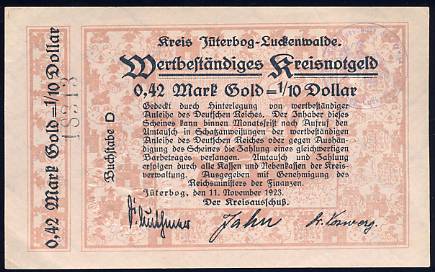 0,42 Mark Gold=1/10 Dollar
Kreis Jüterbog-Luckenwalde.
Wertbeständiges Kreisnotgeld
0,42 Mark Gold=1/10 Dollar
Buchstabe D
Gedeckt durch Hinterlegung von wertbeständiger
Anleihe des Deutschen Reiches. Der Inhaber dieses
Scheines kann binnen Monatsfrist nach Aufruf den
Umtausch in Schatzanweisungen der wertbeständigen
Anleihe des Deutschen Reiches oder gegen Aushän-
digung des Scheines die Zahlung eines gleichwertigen
Barbetrages verlangen. Umtausch und Zahlung
erfolgen durch alle Kassen und Nebenkassen der Kreis-
verwaltung. Ausgegeben mit Genehmigung des
Reichsministers der Finanzen.
Jüterbog, den 11. November 1923.
Der Kreisausschuß.
Jahn